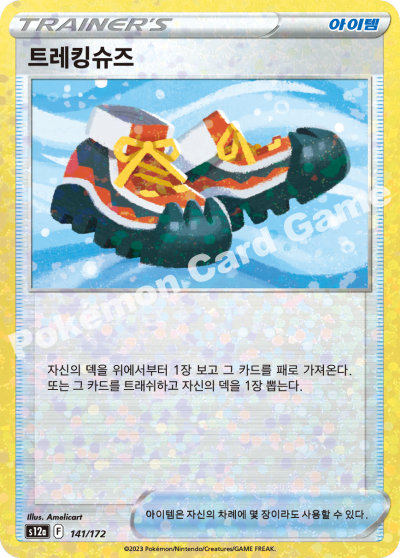 TRAINER'S
아이템
트레킹슈즈
Pokémon Card Game
자신의 덱을 위에서부터 1장 보고 그 카드를 패로 가져온다.
또는 그 카드를 트래쉬하고 자신의 덱을 1장 뽑는다.
Illus. Amelicart
아이템은 자신의 차례에 몇 장이라도 사용할 수 있다.
s12a F 141/172
©2023 Pokémon/Nintendo/Creatures/GAME FREAK.